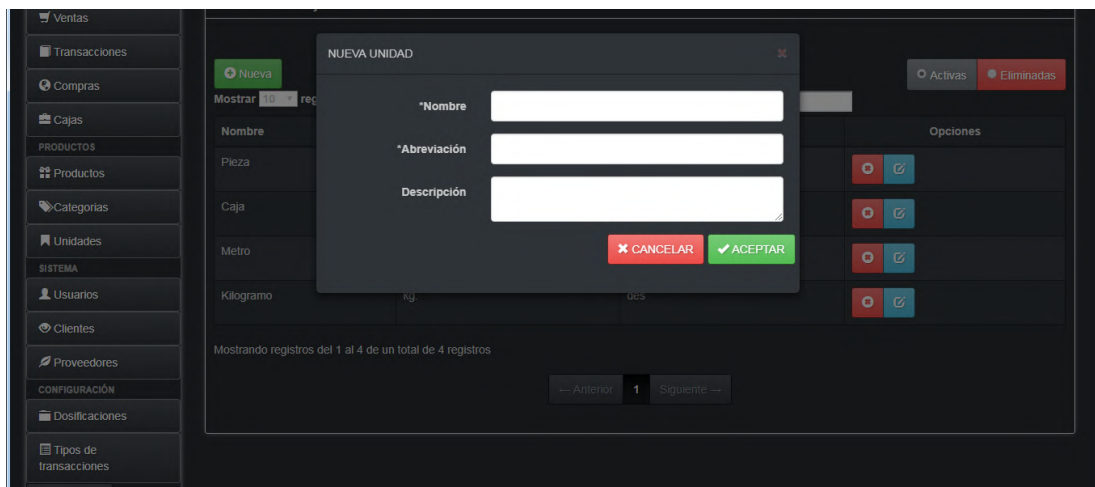 Ventas
Transacciones
Compras
Cajas
PRODUCTOS
Productos
Categorias
Unidades
SISTEMA
Usuarios
Clientes
Proveedores
CONFIGURACIÓN
Dosificaciones
Tipos de
transacciones
NUEVA UNIDAD
*Nombre
*Abreviación
Descripción
CANCELAR ACEPTAR
Nueva
Activas Eliminadas
Mostrar 10 reg
Nombre Opciones
Pieza
Caja
Metro
Kilogramo kg. des
Mostrando registros del 1 al 4 de un total de 4 registros
← Anterior 1 Siguiente →